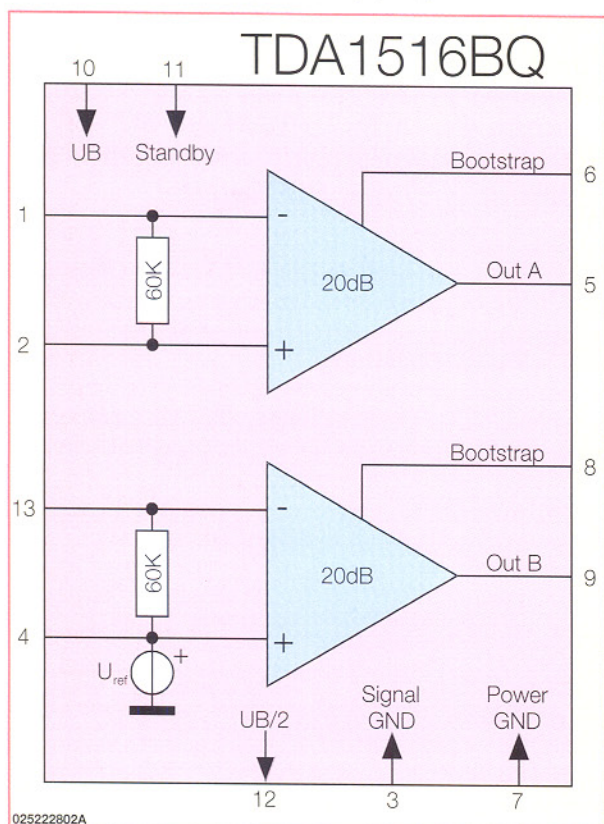 TDA1516BQ
10
11
UB
Standby
Bootstrap
6
1
-
60K
20dB
Out A
5
2
+
Bootstrap
8
13
-
60K
20dB
Out B
9
4
+
+
Uref
UB/2
Signal
GND
Power
GND
12
3
7
025222802A